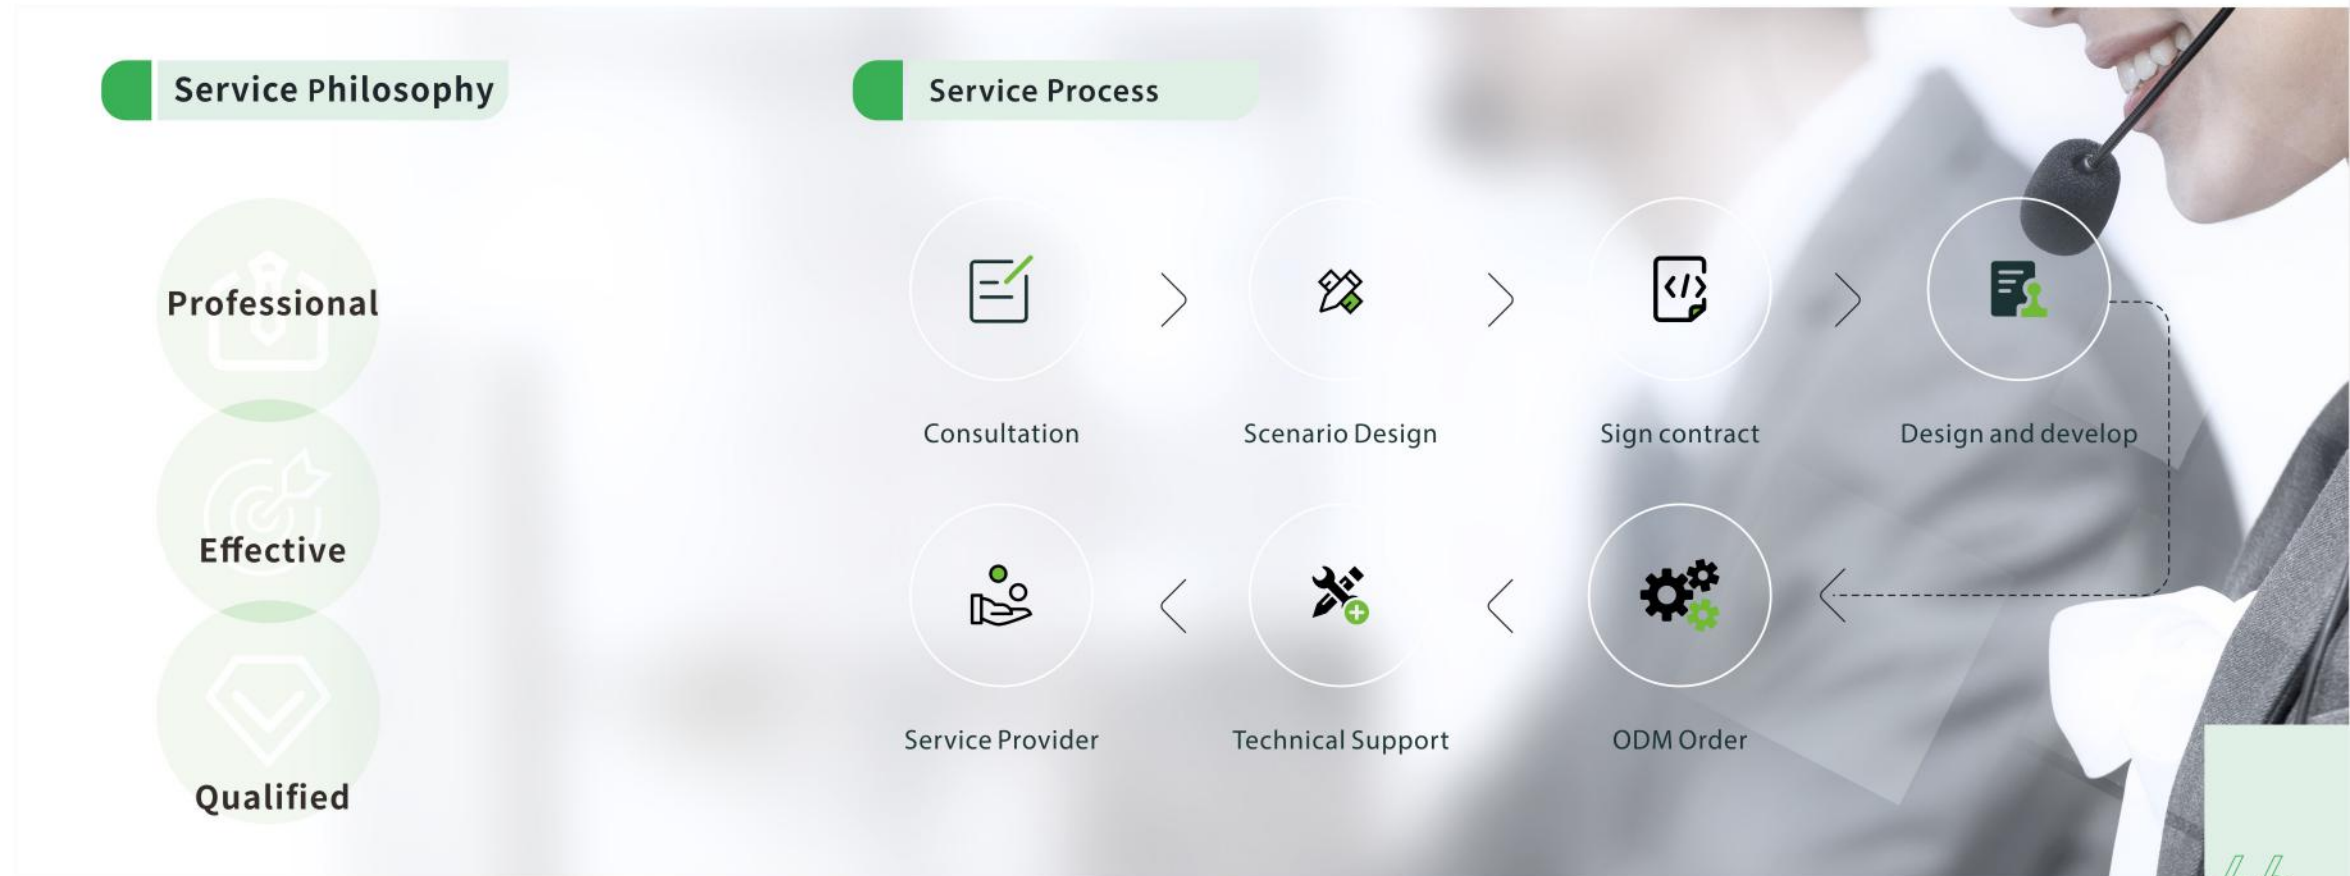 Service Philosophy
Professional
Effective
Qualified
Service Process
Consultation
Scenario Design
Sign contract
Design and develop
ODM Order
Technical Support
Service Provider